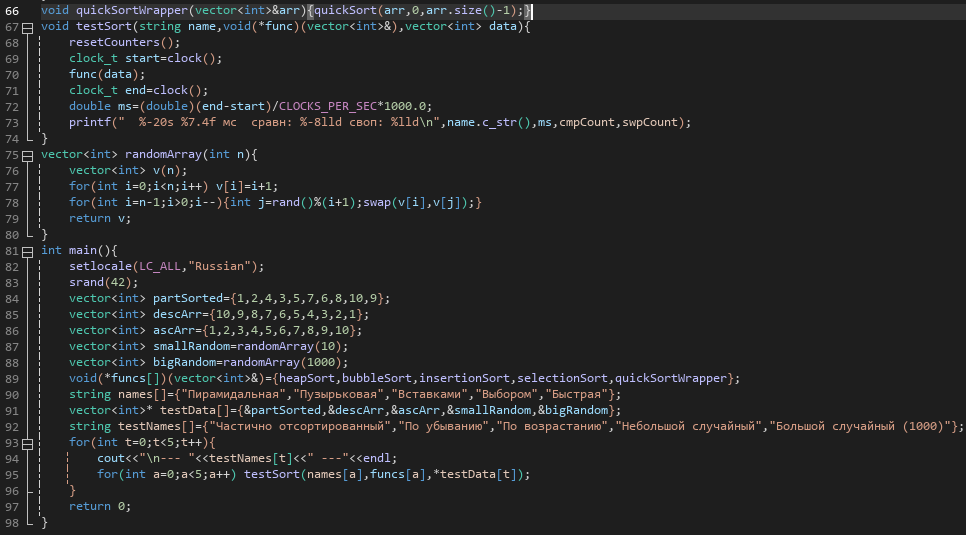 66 void quickSortWrapper(vector<int>&arr){quickSort(arr,0,arr.size()-1);}
67 void testSort(string name,void(*func)(vector<int>&),vector<int> data){
68 resetCounters();
69 clock_t start=clock();
70 func(data);
71 clock_t end=clock();
72 double ms=(double)(end-start)/CLOCKS_PER_SEC*1000.0;
73 printf("  %-20s %7.4f мс  сравн: %-8lld своп: %lld\n",name.c_str(),ms,cmpCount,swpCount);
74 }
75 vector<int> randomArray(int n){
76 vector<int> v(n);
77 for(int i=0;i<n;i++) v[i]=i+1;
78 for(int i=n-1;i>0;i--){int j=rand()%(i+1);swap(v[i],v[j]);}
79 return v;
80 }
81 int main(){
82 setlocale(LC_ALL,"Russian");
83 srand(42);
84 vector<int> partSorted={1,2,4,3,5,7,6,8,10,9};
85 vector<int> descArr={10,9,8,7,6,5,4,3,2,1};
86 vector<int> ascArr={1,2,3,4,5,6,7,8,9,10};
87 vector<int> smallRandom=randomArray(10);
88 vector<int> bigRandom=randomArray(1000);
89 void(*funcs[])(vector<int>&)={heapSort,bubbleSort,insertionSort,selectionSort,quickSortWrapper};
90 string names[]={"Пирамидальная","Пузырьковая","Вставками","Выбором","Быстрая"};
91 vector<int>* testData[]={&partSorted,&descArr,&ascArr,&smallRandom,&bigRandom};
92 string testNames[]={"Частично отсортированный","По убыванию","По возрастанию","Небольшой случайный","Большой случайный (1000)"};
93 for(int t=0;t<5;t++){
94 cout<<"\n--- "<<testNames[t]<<" ---"<<endl;
95 for(int a=0;a<5;a++) testSort(names[a],funcs[a],*testData[t]);
96 }
97 return 0;
98 }